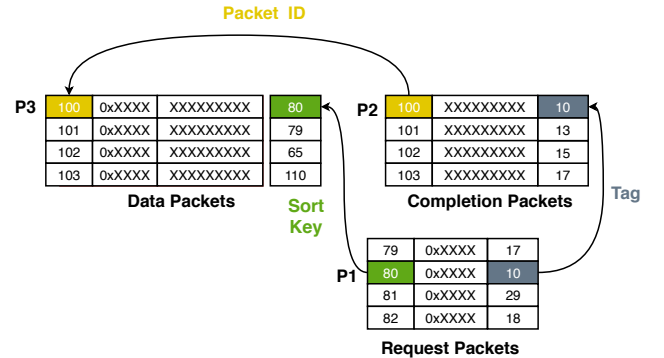 Packet ID
P3 100 0xXXXX XXXXXXXXX 80
101 0xXXXX XXXXXXXXX 79
102 0xXXXX XXXXXXXXX 65
103 0xXXXX XXXXXXXXX 110
Data Packets
Sort
Key
P2 100 XXXXXXXXX 10
101 XXXXXXXXX 13
102 XXXXXXXXX 15
103 XXXXXXXXX 17
Completion Packets
Tag
79 0xXXXX 17
P1 80 0xXXXX 10
81 0xXXXX 29
82 0xXXXX 18
Request Packets